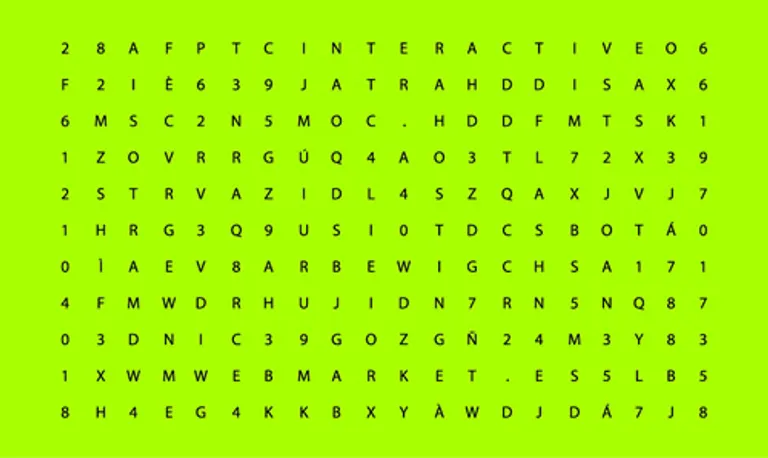 2 8 A F P T C I N T E R A C T I V E O 6
F 2 I È 6 3 9 J A T R A H D D I S A X 6
6 M S C 2 N 5 M O C . H D D F M T S K 1
1 Z O V R R G Ú Q 4 A O 3 T L 7 2 X 3 9
2 S T R V A Z I D L 4 S Z Q A X J V J 7
1 H R G 3 Q 9 U S I 0 T D C S B O T Á 0
0 Ì A E V 8 A R B E W I G C H S A 1 7 1
4 F M W D R H U J I D N 7 R N 5 N Q 8 7
0 3 D N I C 3 9 G O Z G Ñ 2 4 M 3 Y 8 3
1 X W M W E B M A R K E T . E S 5 L B 5
8 H 4 E G 4 K K B X Y À W D J D Á 7 J 8